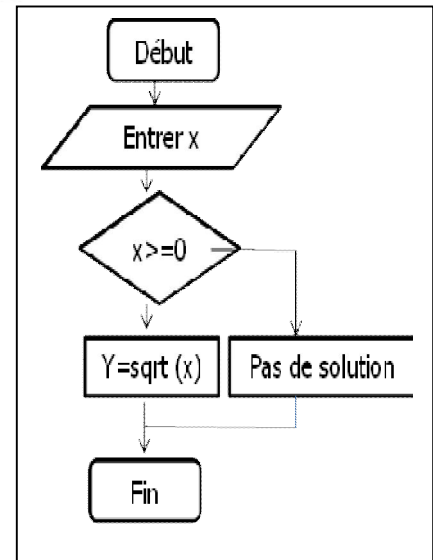 Début
Entrer x
x>=0
Y=sqrt (x)
Pas de solution
Fin